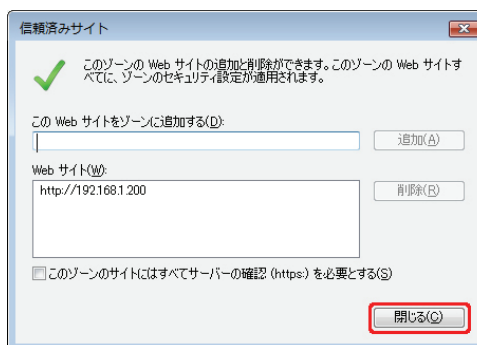 信頼済みサイト
このゾーンの Web サイトの追加と削除ができます。このゾーンの Web サイトす
べてに、ゾーンのセキュリティ設定が適用されます。
この Web サイトをゾーンに追加する(D):
追加(A)
Web サイト(W):
http://192.168.1.200
削除(R)
このゾーンのサイトにはすべてサーバーの確認 (https:) を必要とする(S)
閉じる(C)